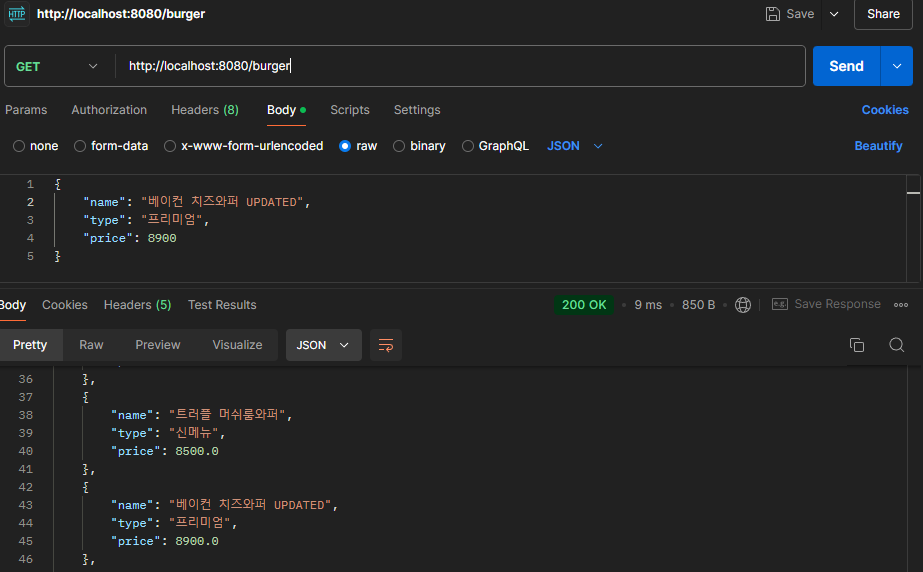 HTTP http://localhost:8080/burger Save Share
GET http://localhost:8080/burger Send
Params Authorization Headers (8) Body Scripts Settings Cookies
none form-data x-www-form-urlencoded raw binary GraphQL JSON Beautify
1 {
2 "name": "베이컨 치즈와퍼 UPDATED",
3 "type": "프리미엄",
4 "price": 8900
5 }
Body Cookies Headers (5) Test Results 200 OK 9 ms 850 B Save Response
Pretty Raw Preview Visualize JSON
36 },
37 {
38 "name": "트러플 머쉬룸와퍼",
39 "type": "신메뉴",
40 "price": 8500.0
41 },
42 {
43 "name": "베이컨 치즈와퍼 UPDATED",
44 "type": "프리미엄",
45 "price": 8900.0
46 },